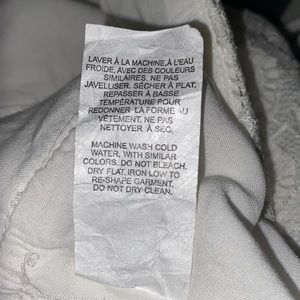 LAVER À LA MACHINE,À L'EAU
FROIDE, AVEC DES COULEURS
SIMILAIRES. NE PAS
JAVELLISER. SÉCHER À PLAT,
REPASSER À BASSE
TEMPÉRATURE POUR
REDONNER LA FORME AU
VÊTEMENT. NE PAS
NETTOYER À SEC.
MACHINE WASH COLD
WATER, WITH SIMILAR
COLORS. DO NOT BLEACH.
DRY FLAT. IRON LOW TO
RE-SHAPE GARMENT.
DO NOT DRY CLEAN.